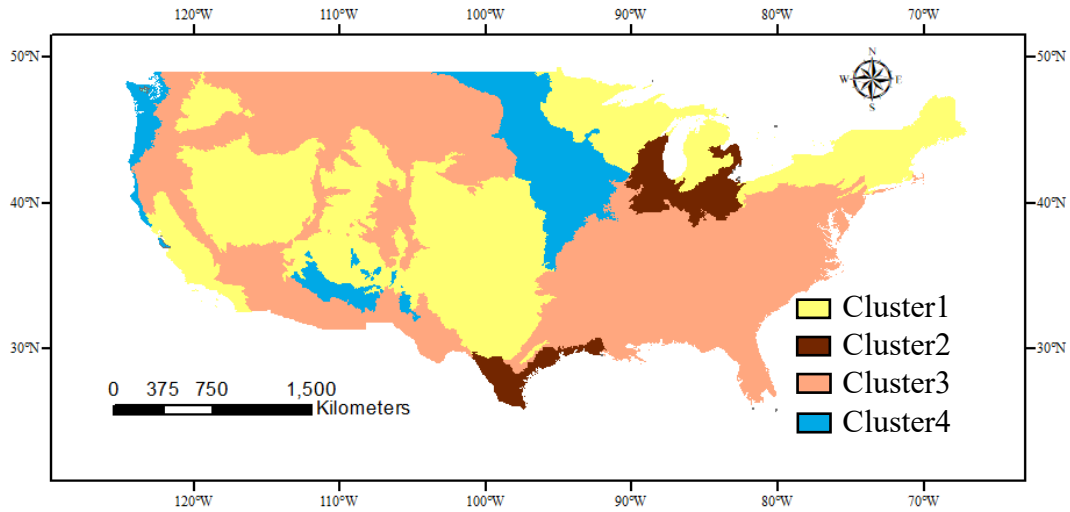 120°W 110°W 100°W 90°W 80°W 70°W
50°N 50°N
N
W E
S
40°N 40°N
Cluster1
30°N Cluster2 30°N
0 375 750 1,500 Cluster3
Kilometers
Cluster4
120°W 110°W 100°W 90°W 80°W 70°W